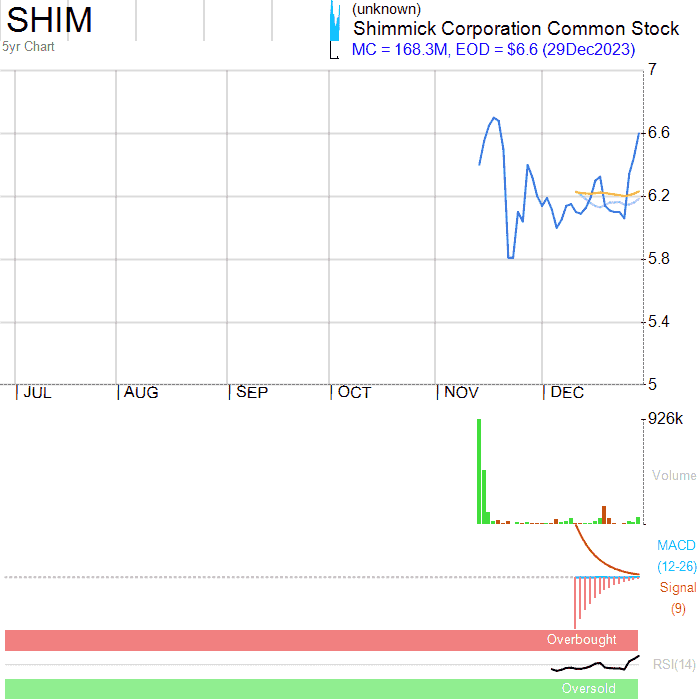 SHIM
(unknown)
Shimmick Corporation Common Stock
5yr Chart
MC = 168.3M, EOD = $6.6 (29Dec2023)
7
6.6
6.2
5.8
5.4
5
JUL AUG SEP OCT NOV DEC
926k
Volume
MACD
(12-26)
Signal
(9)
Overbought
RSI(14)
Oversold